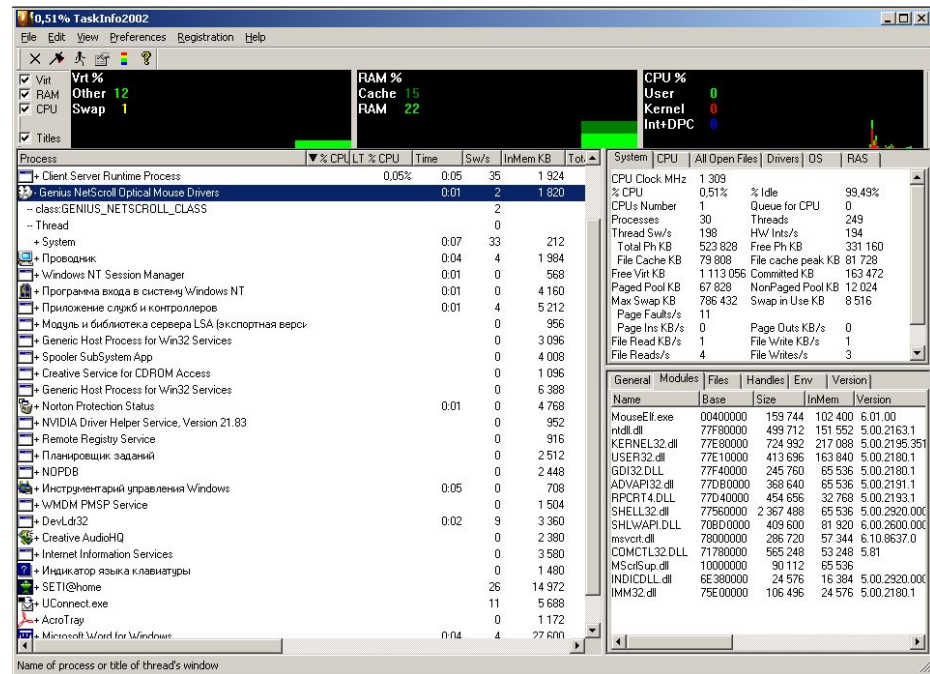 0,51% TaskInfo2002
File Edit View Preferences Registration Help
Virt
RAM
CPU
Titles
Vrt %
Other 12
Swap 1
RAM %
Cache 15
RAM 22
CPU %
User 0
Kernel 0
Int+DPC 0
Process % CPU LT % CPU Time Sw/s InMem KB Tot.
+ Client Server Runtime Process 0,05% 0:05 35 1 924
- Genius NetScroll Optical Mouse Drivers 0:01 2 1 820
-- class:GENIUS_NETSCROLL_CLASS 2
-- Thread 0
+ System 0:07 33 212
+ Проводник 0:04 4 1 984
+ Windows NT Session Manager 0:01 0 568
+ Программа входа в систему Windows NT 0:01 0 4 160
+ Приложение служб и контроллеров 0:01 4 5 212
+ Модуль и библиотека сервера LSA (экспортная верси 0 956
+ Generic Host Process for Win32 Services 0 3 096
+ Spooler SubSystem App 0 4 008
+ Creative Service for CDROM Access 0 1 096
+ Generic Host Process for Win32 Services 0 6 388
+ Norton Protection Status 0:01 0 4 768
+ NVIDIA Driver Helper Service, Version 21.83 0 952
+ Remote Registry Service 0 916
+ Планировщик заданий 0 2 512
+ NOPDB 0 2 448
+ Инструментарий управления Windows 0:05 0 708
+ WMDM PMSP Service 0 1 504
+ DevLdr32 0:02 9 3 360
+ Creative AudioHQ 0 2 380
+ Internet Information Services 0 3 580
+ Индикатор языка клавиатуры 0 1 480
+ SETI@home 26 14 972
+ UConnect.exe 11 5 688
+ AcroTray 0 1 172
+ Microsoft Word for Windows 0:04 4 27 600
System CPU All Open Files Drivers OS RAS
CPU Clock MHz 1 309
% CPU 0,51% % Idle 99,49%
CPUs Number 1 Queue for CPU 0
Processes 30 Threads 249
Thread Sw/s 198 HW Ints/s 194
Total Ph KB 523 828 Free Ph KB 331 160
File Cache KB 79 808 File cache peak KB 81 728
Free Virt KB 1 113 056 Committed KB 163 472
Paged Pool KB 67 828 NonPaged Pool KB 12 024
Max Swap KB 786 432 Swap in Use KB 8 516
Page Faults/s 11
Page Ins KB/s 0 Page Outs KB/s 0
File Read KB/s 1 File Write KB/s 1
File Reads/s 4 File Writes/s 3
General Modules Files Handles Env Version
Name Base Size InMem Version
MouseElf.exe 00400000 159 744 102 400 6.01.00
ntdll.dll 77F80000 499 712 151 552 5.00.2163.1
KERNEL32.dll 77E80000 724 992 217 088 5.00.2195.351
USER32.dll 77E10000 413 696 163 840 5.00.2180.1
GDI32.DLL 77F40000 245 760 65 536 5.00.2180.1
ADVAPI32.dll 77DB0000 368 640 65 536 5.00.2191.1
RPCRT4.DLL 77D40000 454 656 32 768 5.00.2193.1
SHELL32.dll 77560000 2 367 488 65 536 5.00.2920.000
SHLWAPI.DLL 70BD0000 409 600 81 920 6.00.2600.000
msvcrt.dll 78000000 286 720 57 344 6.10.8637.0
COMCTL32.DLL 71780000 565 248 53 248 5.81
MScrlSup.dll 10000000 90 112 65 536
INDICDLL.dll 6E380000 24 576 16 384 5.00.2920.000
IMM32.dll 75E00000 106 496 24 576 5.00.2180.1
Name of process or title of thread's window